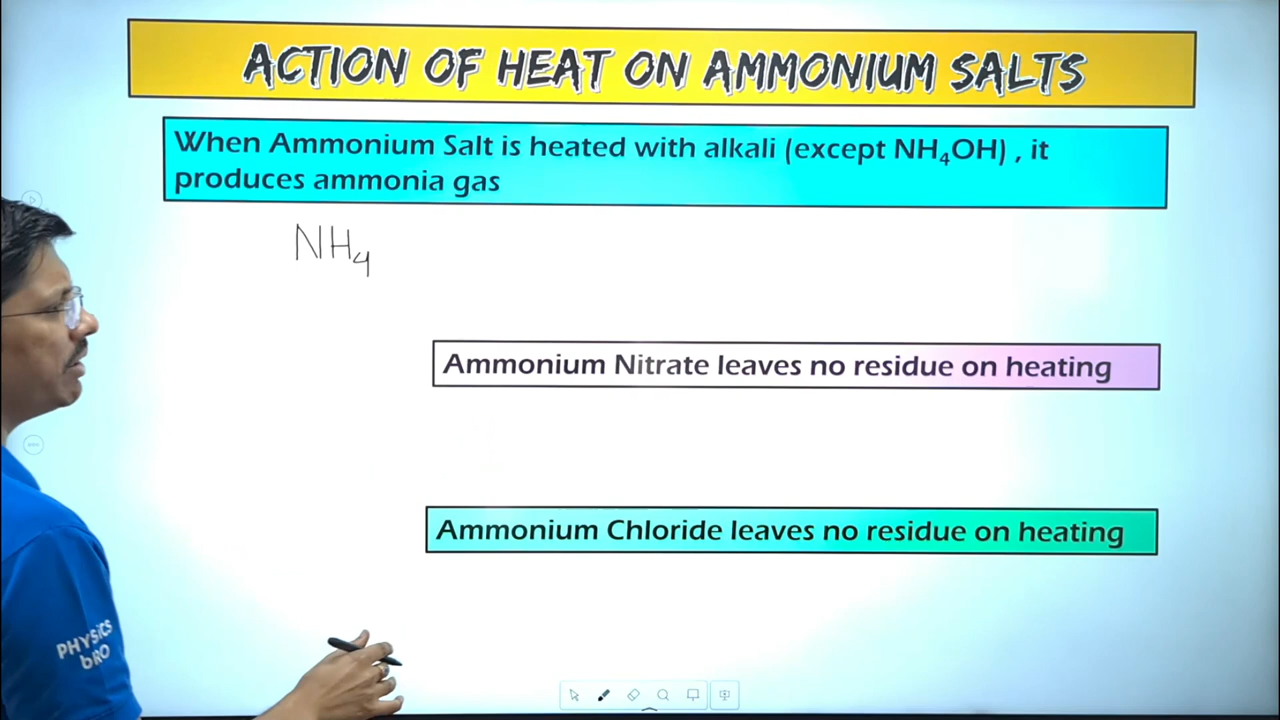 ACTION OF HEAT ON AMMONIUM SALTS
When Ammonium Salt is heated with alkali (except NH₄OH) , it
produces ammonia gas
NH₄
Ammonium Nitrate leaves no residue on heating
Ammonium Chloride leaves no residue on heating
PHYSICS
bRO